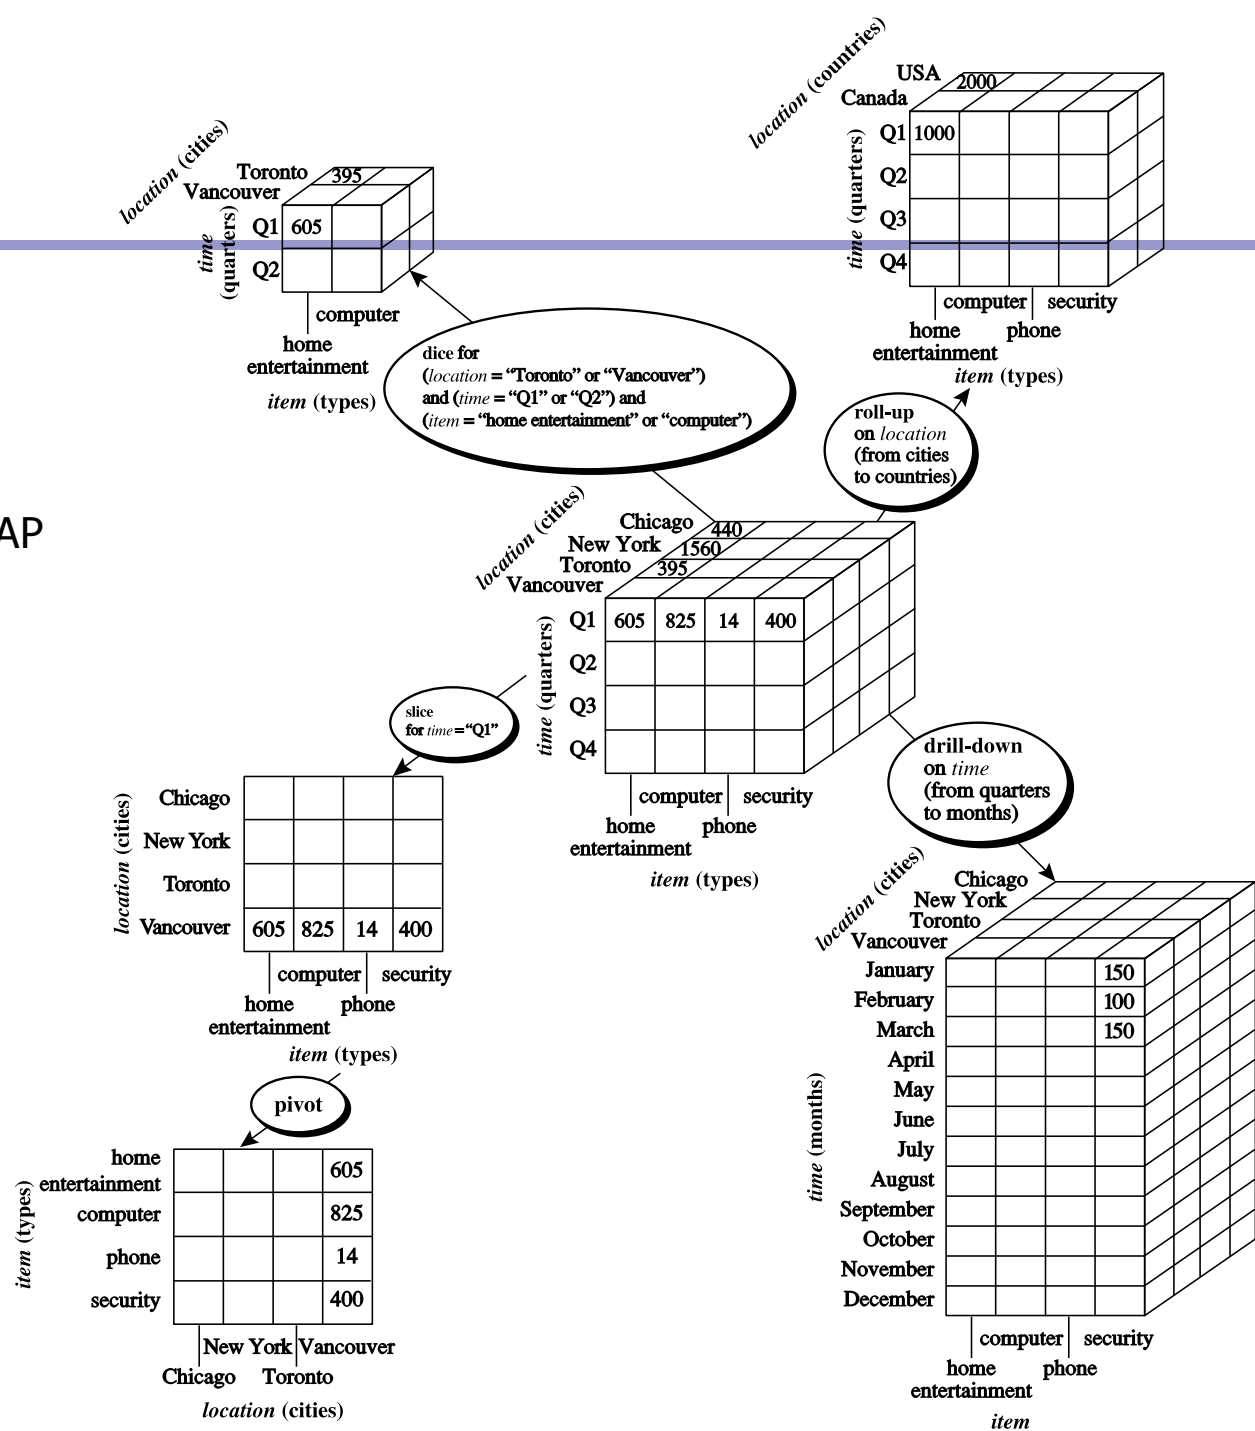 location (countries)
USA
2000
Canada
Q1 1000
Q2
Q3
Q4
time (quarters)
computer security
home phone
entertainment
item (types)
location (cities)
Toronto
395
Vancouver
Q1 605
Q2
time
(quarters)
computer
home
entertainment
item (types)
dice for
(location = “Toronto” or “Vancouver”)
and (time = “Q1” or “Q2”) and
(item = “home entertainment” or “computer”)
roll-up
on location
(from cities
to countries)
AP
location (cities)
Chicago 440
New York 1560
Toronto 395
Vancouver
Q1 605 825 14 400
Q2
Q3
Q4
time (quarters)
computer security
home phone
entertainment
item (types)
slice
for time = “Q1”
drill-down
on time
(from quarters
to months)
location (cities)
Chicago
New York
Toronto
Vancouver 605 825 14 400
computer security
home phone
entertainment
item (types)
pivot
item (types)
home
entertainment 605
computer 825
phone 14
security 400
New York Vancouver
Chicago Toronto
location (cities)
location (cities)
Chicago
New York
Toronto
Vancouver
time (months)
January 150
February 100
March 150
April
May
June
July
August
September
October
November
December
computer security
home phone
entertainment
item